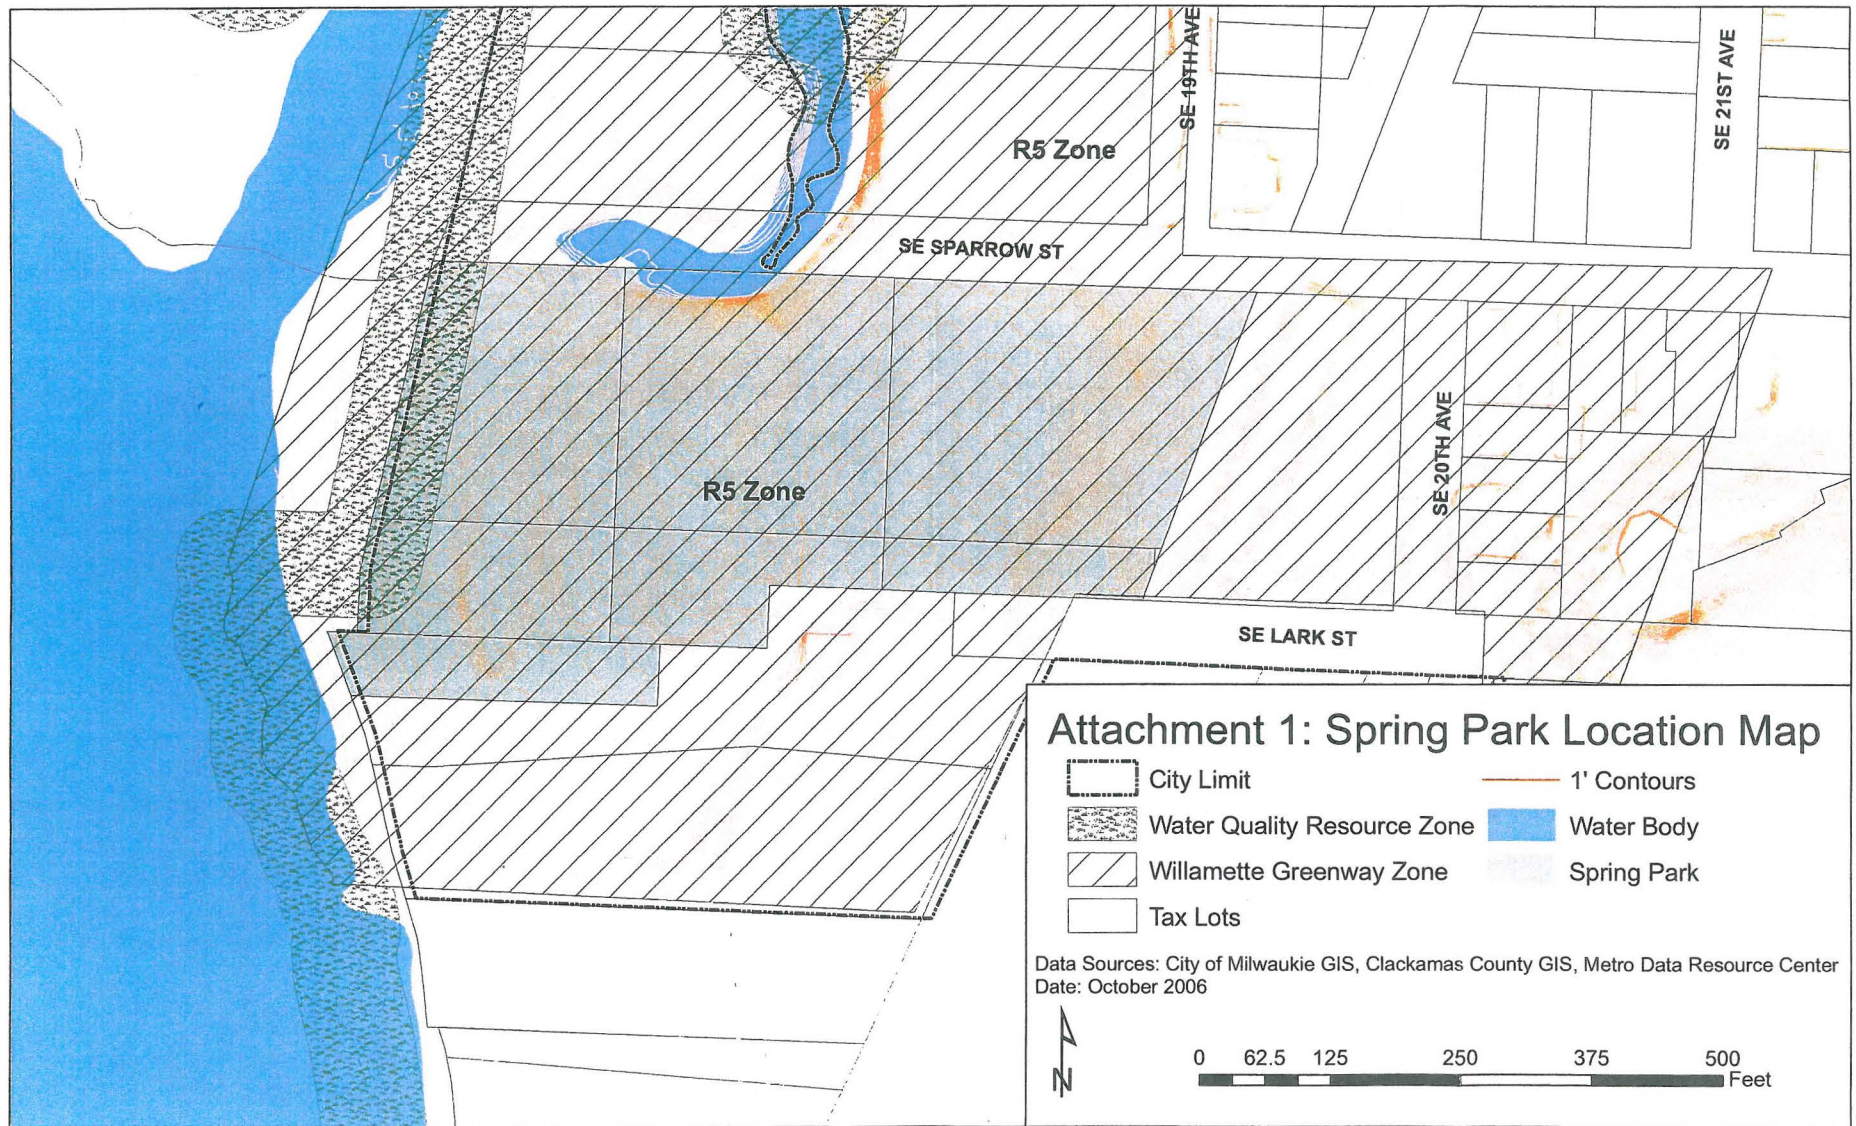 SE 19TH AVE
SE 21ST AVE
R5 Zone
SE SPARROW ST
R5 Zone
SE 20TH AVE
SE LARK ST
Attachment 1: Spring Park Location Map
City Limit
1' Contours
Water Quality Resource Zone
Water Body
Willamette Greenway Zone
Spring Park
Tax Lots
Data Sources: City of Milwaukie GIS, Clackamas County GIS, Metro Data Resource Center
Date: October 2006
N
0 62.5 125 250 375 500
Feet